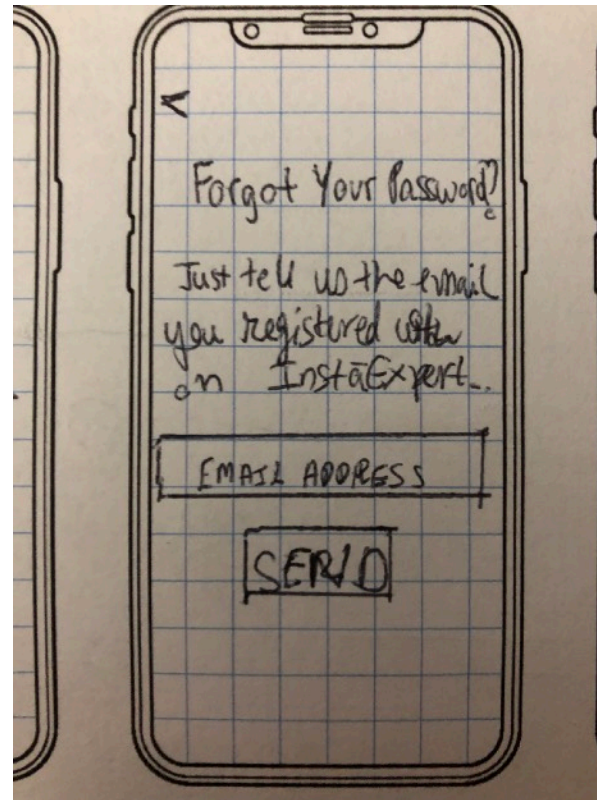 <
Forgot Your Password?
Just tell us the email
you registered with
on InstaExpert...
EMAIL ADDRESS
SEND